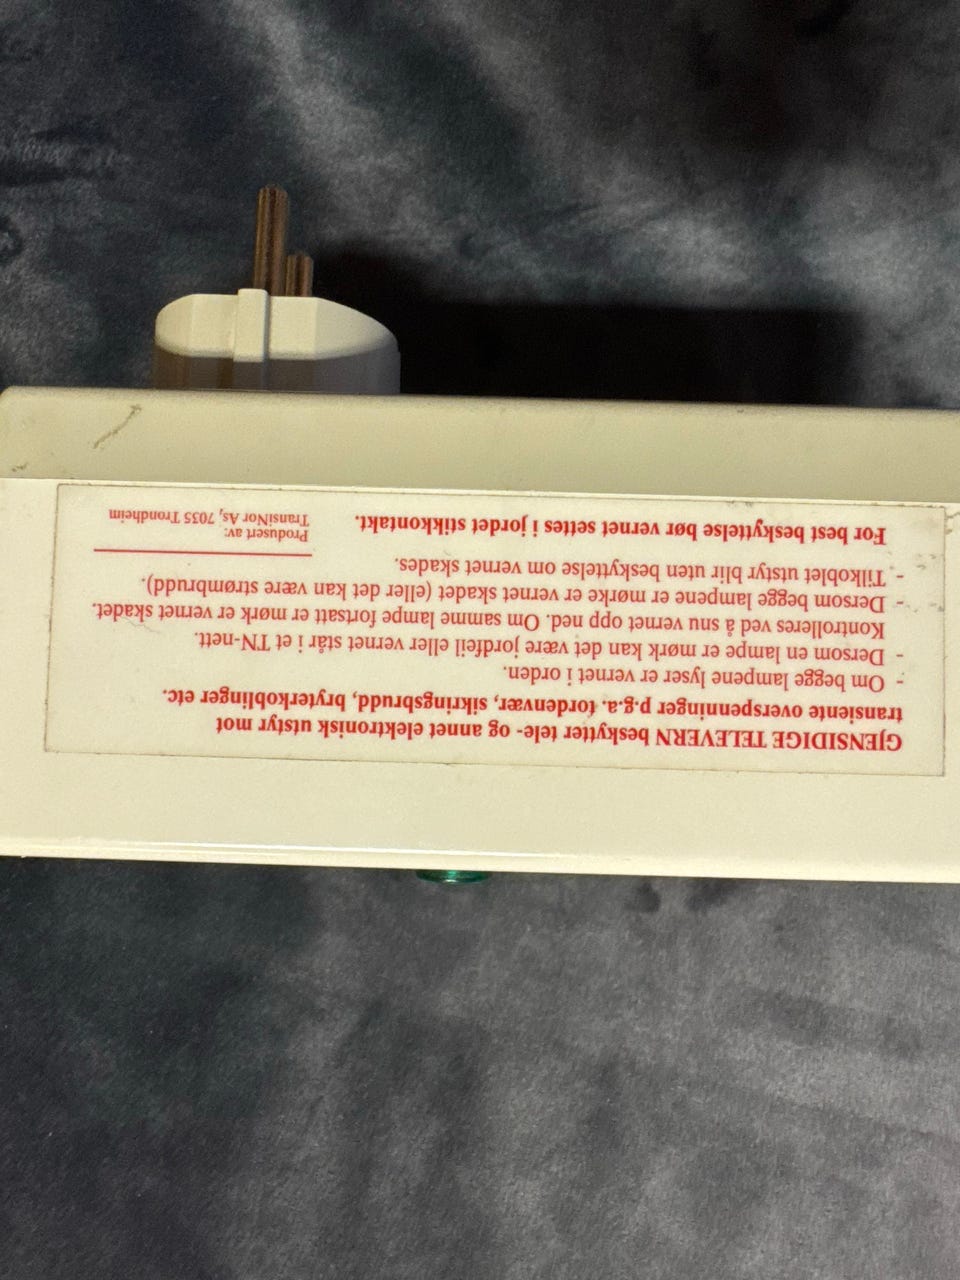 GJENSIDIGE TELEVERN beskytter tele- og annet elektronisk utstyr mot
transiente overspenninger p.g.a. fordenvær, sikringsbrudd, bryterkoblinger etc.
- Om begge lampene lyser er vernet i orden.
- Dersom en lampe er mørk kan det være jordfeil eller vernet står i et TN-nett.
Kontrolleres ved å snu vernet opp ned. Om samme lampe fortsatt er mørk er vernet skadet.
- Dersom begge lampene er mørke er vernet skadet (eller det kan være strømbrudd).
- Tilkoblet utstyr blir uten beskyttelse om vernet skades.
For best beskyttelse bør vernet settes i jordet stikkontakt.
Produsert av:
TransiNor As, 7035 Trondheim